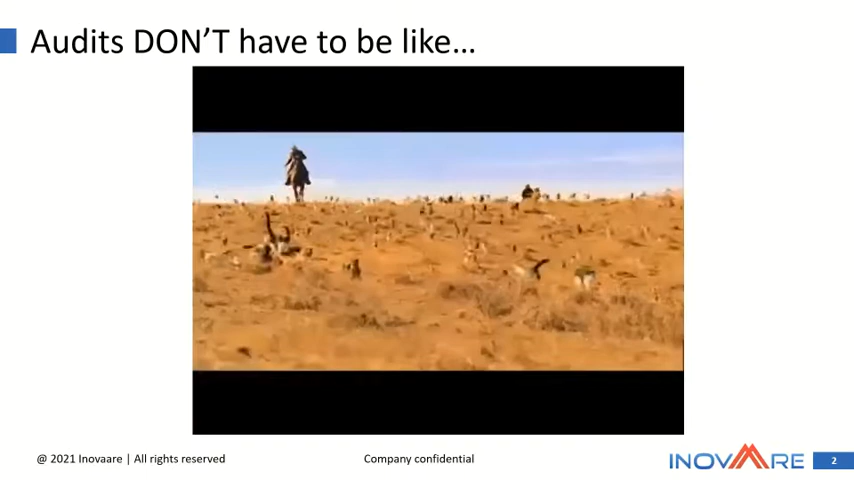 Audits DON’T have to be like…
@ 2021 Inovaare | All rights reserved
Company confidential
INOVAARE
2